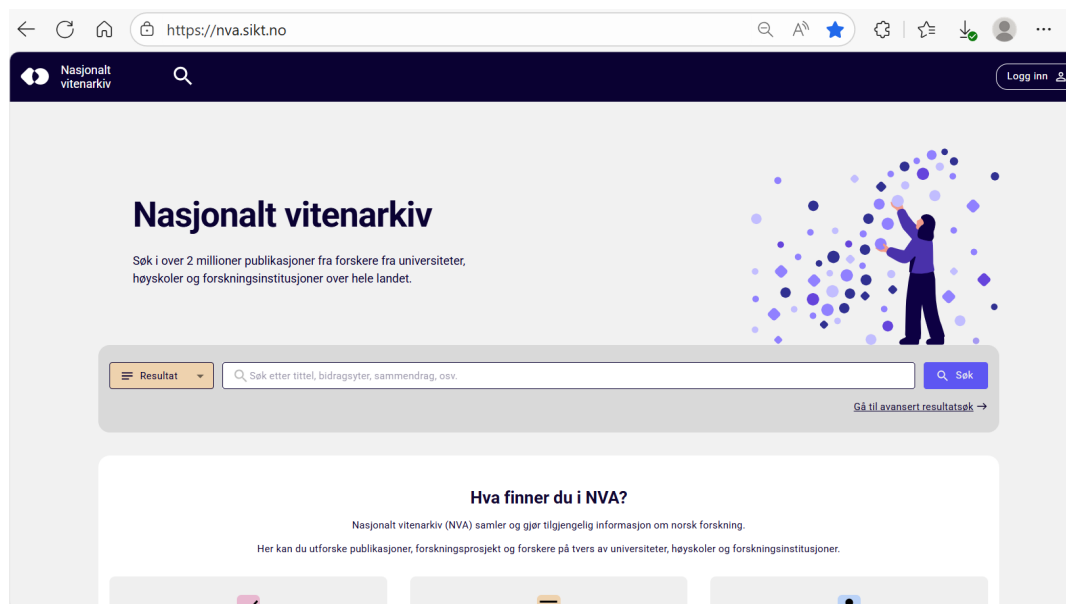 https://nva.sikt.no
Nasjonalt
vitenarkiv
Logg inn
Nasjonalt vitenarkiv
Søk i over 2 millioner publikasjoner fra forskere fra universiteter,
høyskoler og forskningsinstitusjoner over hele landet.
Resultat
Søk etter tittel, bidragsyter, sammendrag, osv.
Søk
Gå til avansert resultatsøk →
Hva finner du i NVA?
Nasjonalt vitenarkiv (NVA) samler og gjør tilgjengelig informasjon om norsk forskning.
Her kan du utforske publikasjoner, forskningsprosjekt og forskere på tvers av universiteter, høyskoler og forskningsinstitusjoner.